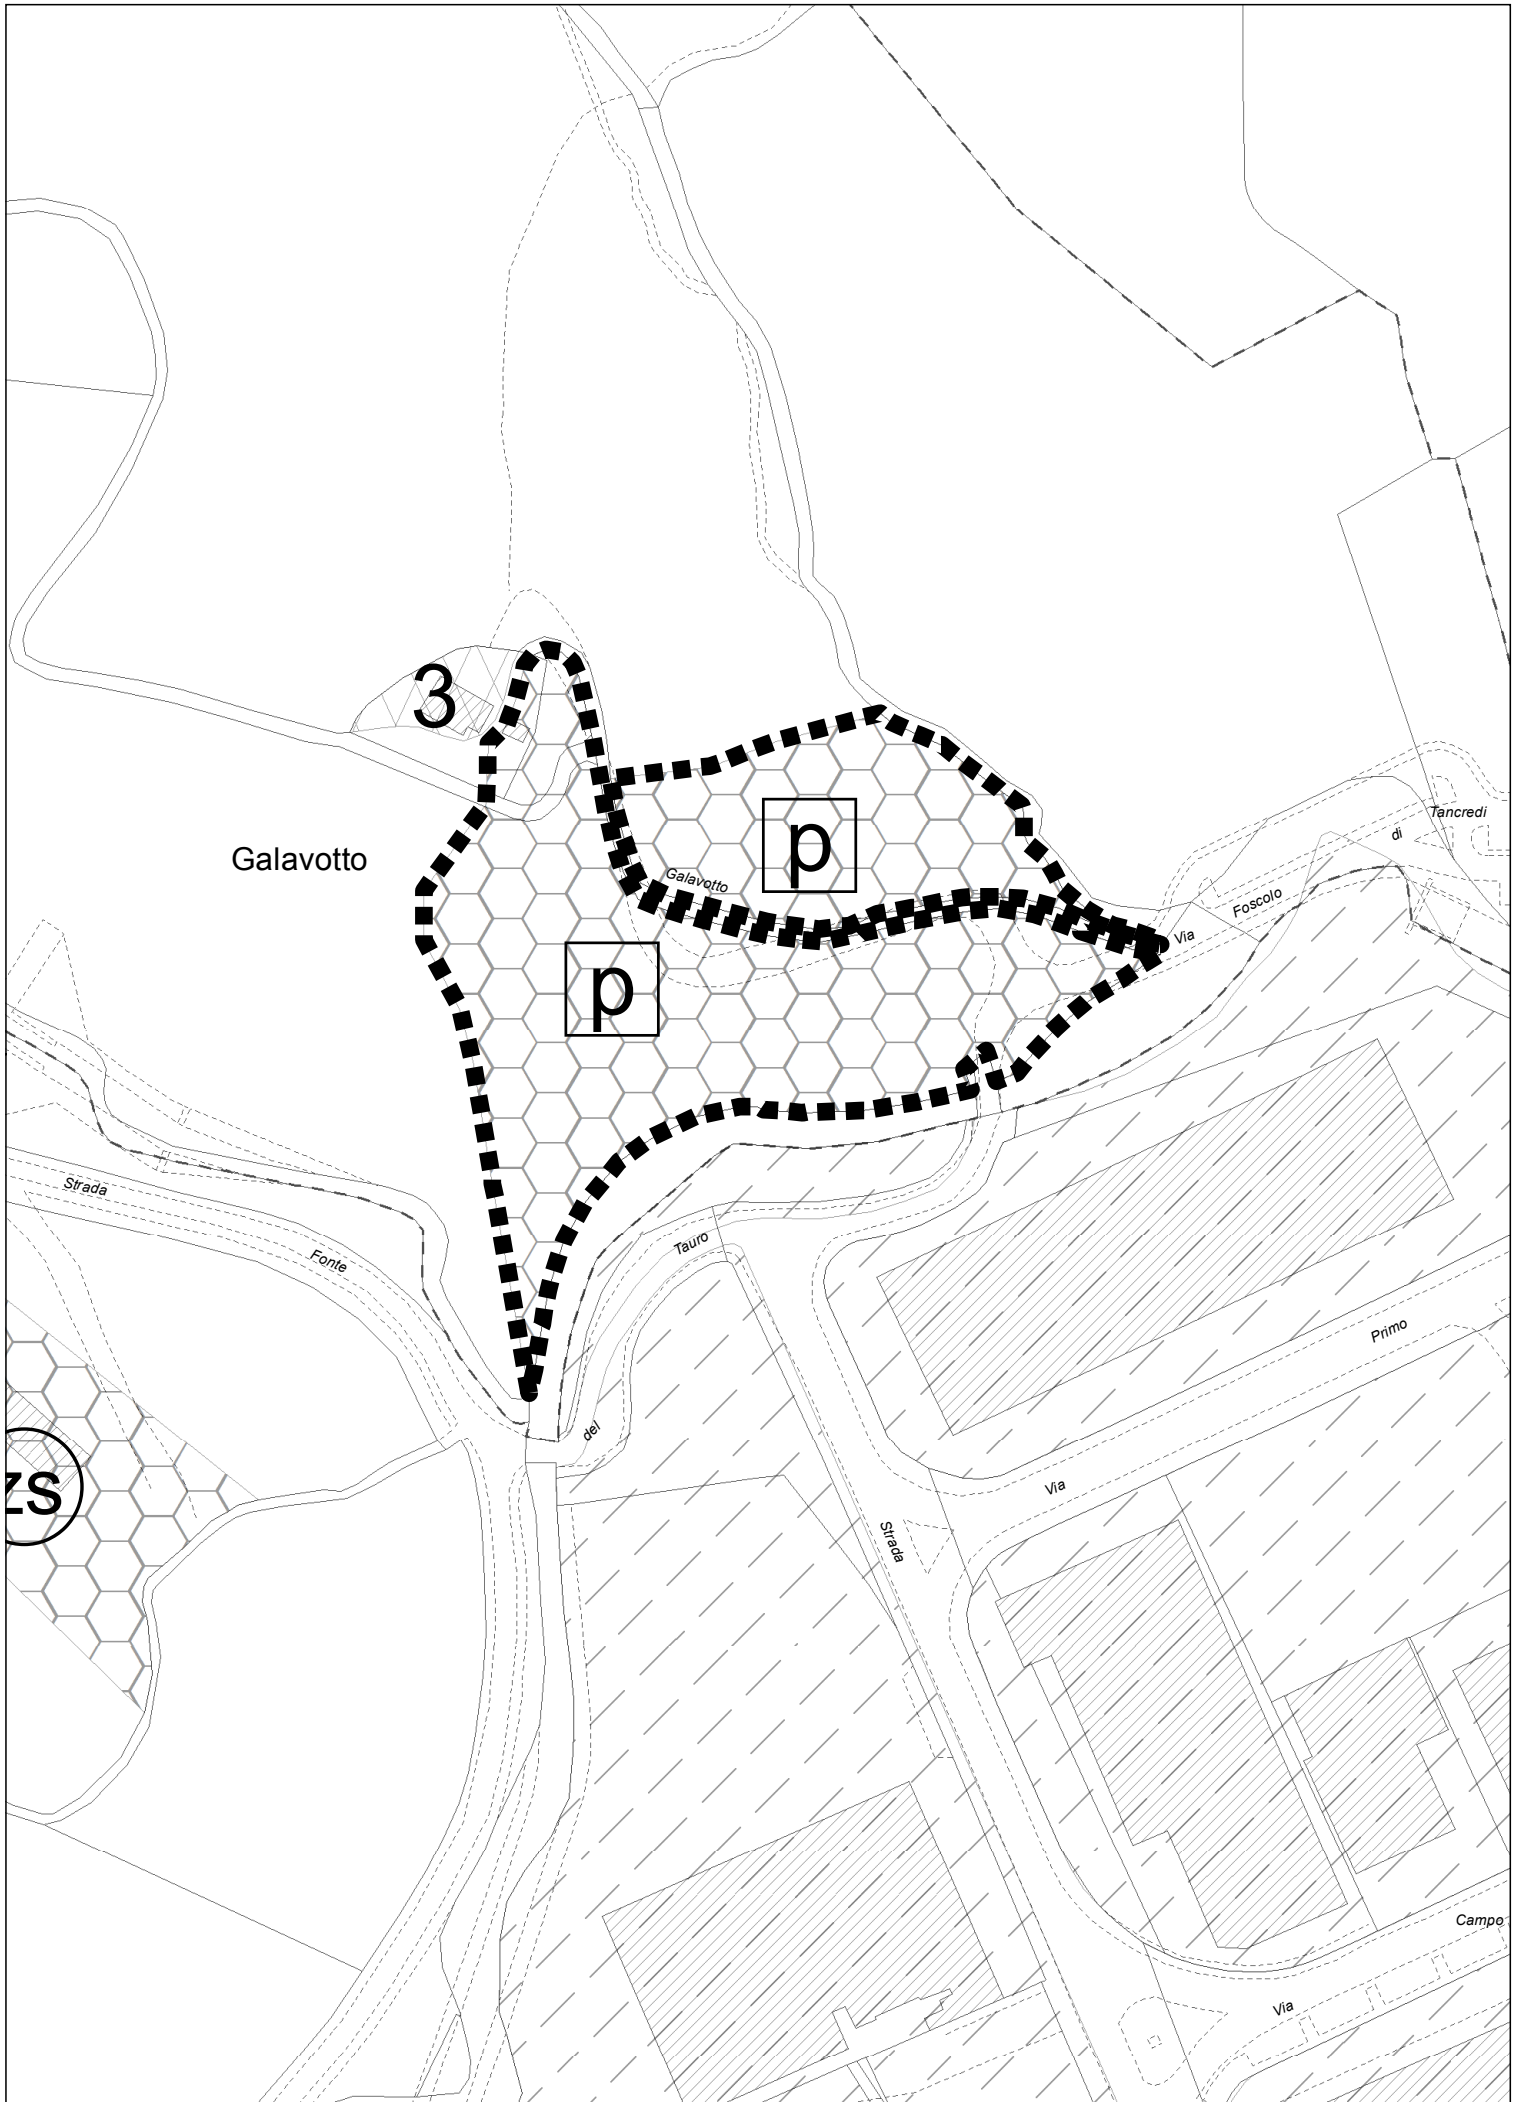 3
Tancredi
di
p
Galavotto
Galavotto
Foscolo
Via
p
Strada
Tauro
Fonte
Primo
del
zs
Via
Strada
Campo
Via